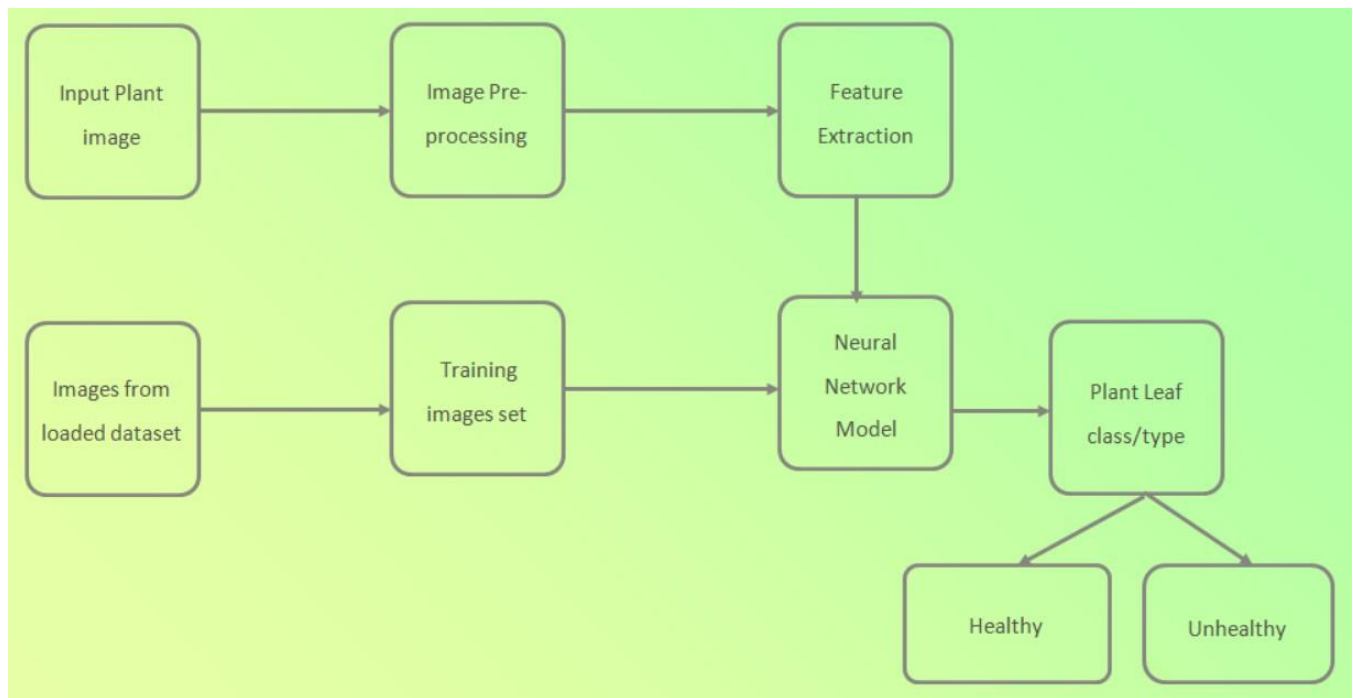 Input Plant
image
Image Pre-
processing
Feature
Extraction
Images from
loaded dataset
Training
images set
Neural
Network
Model
Plant Leaf
class/type
Healthy
Unhealthy